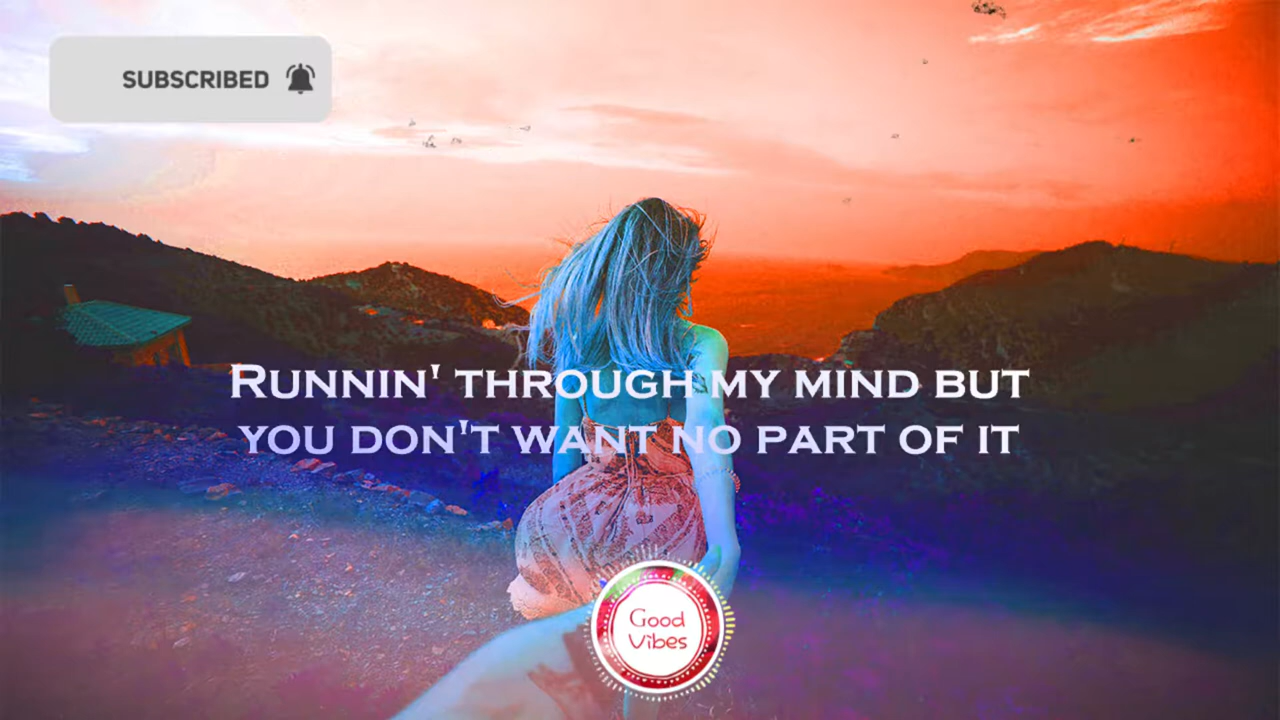 SUBSCRIBED
Runnin' through my mind but
you don't want no part of it
Good
Vibes